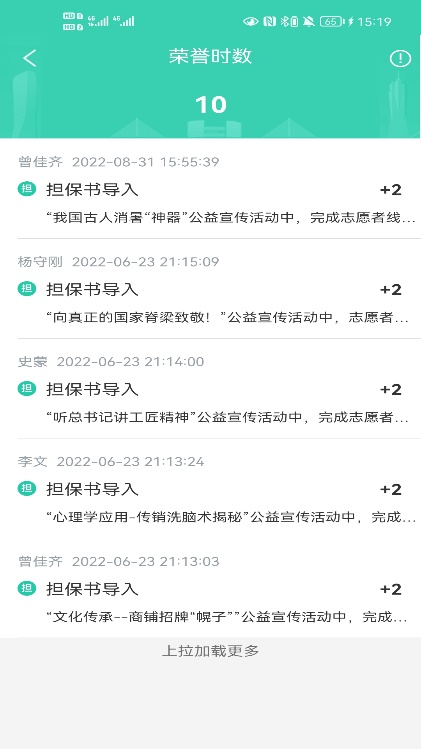 HD 1 4G 4G 65 15:19
HD 2
荣誉时数
10
曾佳齐 2022-08-31 15:55:39
担 担保书导入 +2
“我国古人消暑“神器”公益宣传活动中，完成志愿者线...
杨守刚 2022-06-23 21:15:09
担 担保书导入 +2
“向真正的国家脊梁致敬！”公益宣传活动中，志愿者...
史蒙 2022-06-23 21:14:00
担 担保书导入 +2
“听总书记讲工匠精神”公益宣传活动中，完成志愿者...
李文 2022-06-23 21:13:24
担 担保书导入 +2
“心理学应用-传销洗脑术揭秘”公益宣传活动中，完成...
曾佳齐 2022-06-23 21:13:03
担 担保书导入 +2
“文化传承--商铺招牌“幌子””公益宣传活动中，完成...
上拉加载更多